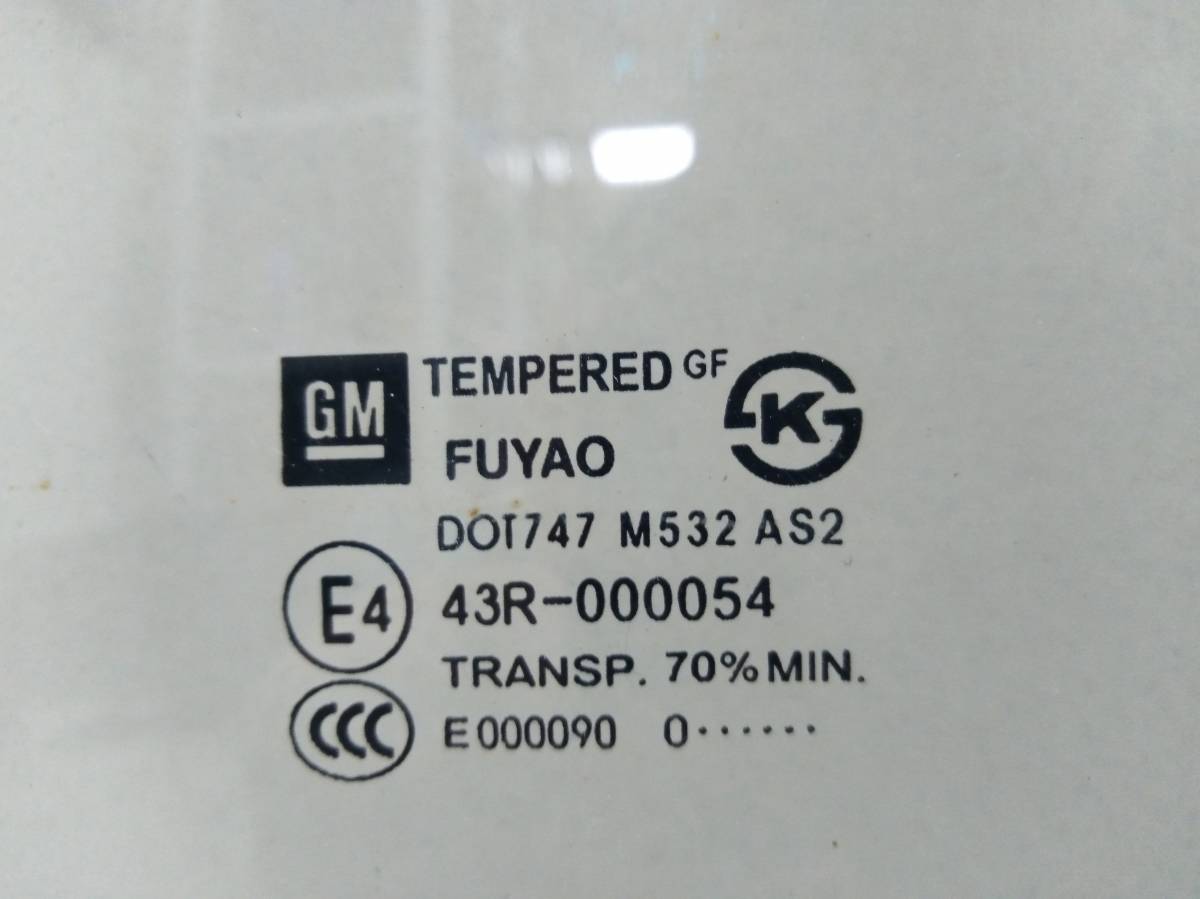 GM TEMPERED GF K
FUYAO
DOT747 M532 AS2
E4 43R-000054
TRANSP. 70% MIN.
CCC E000090 0······